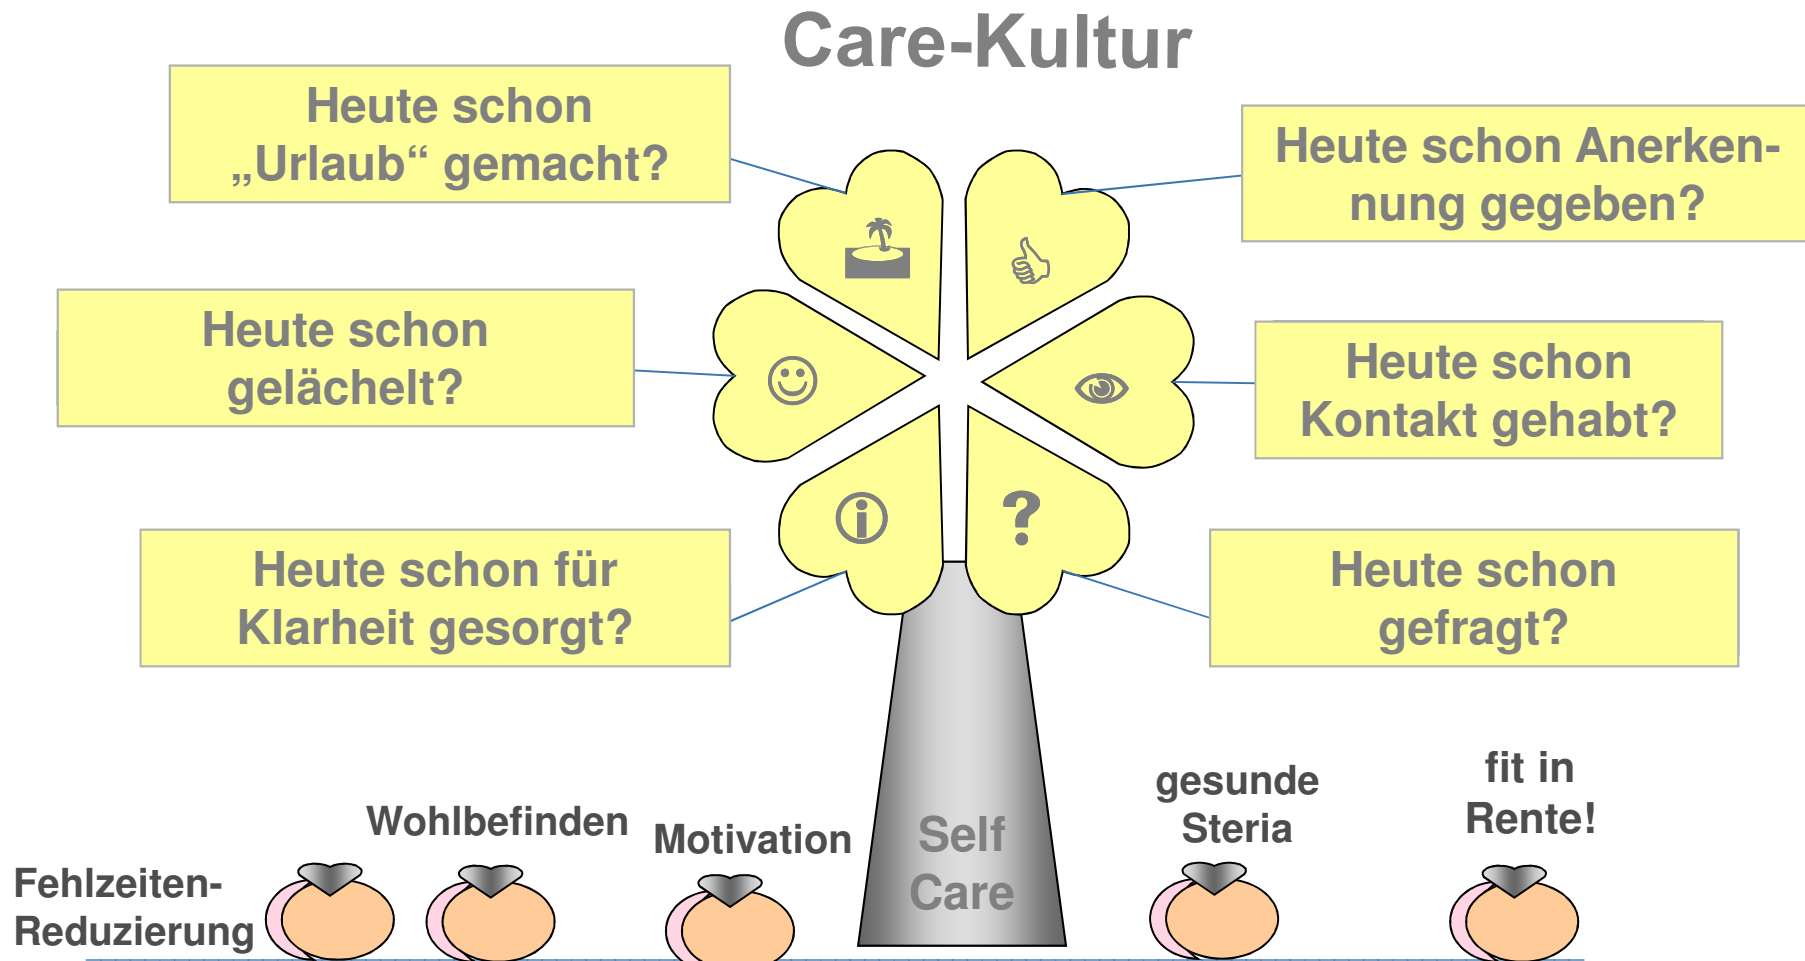 Care-Kultur
Heute schon
„Urlaub“ gemacht?
Heute schon Anerken-
nung gegeben?
Heute schon
gelächelt?
Heute schon
Kontakt gehabt?
Heute schon für
Klarheit gesorgt?
Heute schon
gefragt?
?
Fehlzeiten-
Reduzierung
Wohlbefinden
Motivation
Self
Care
gesunde
Steria
fit in
Rente!